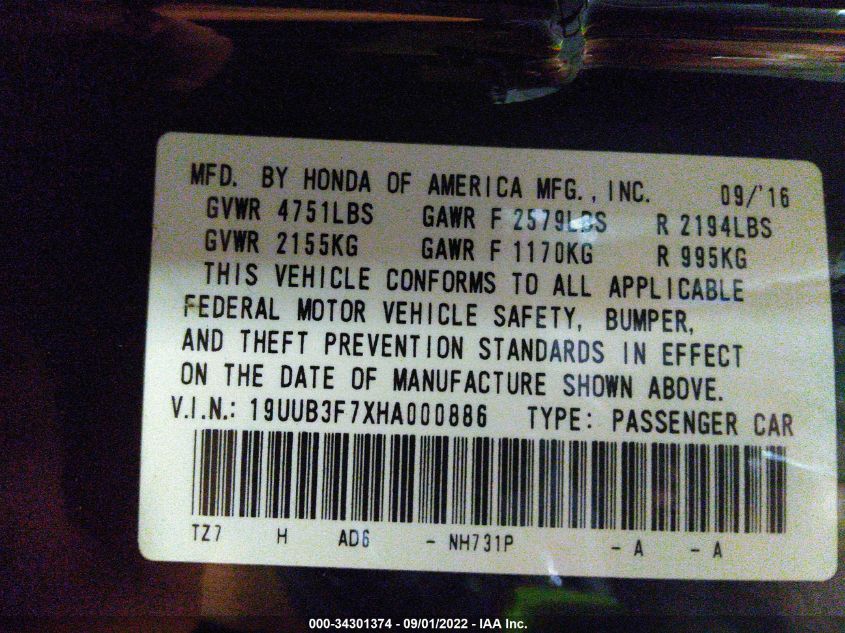 MFD. BY HONDA OF AMERICA MFG., INC. 09/'16
GVWR 4751LBS GAWR F 2579LBS R 2194LBS
GVWR 2155KG GAWR F 1170KG R 995KG
THIS VEHICLE CONFORMS TO ALL APPLICABLE
FEDERAL MOTOR VEHICLE SAFETY, BUMPER,
AND THEFT PREVENTION STANDARDS IN EFFECT
ON THE DATE OF MANUFACTURE SHOWN ABOVE.
V.I.N.: 19UUB3F7XHA000886 TYPE: PASSENGER CAR
TZ7 H AD6 - NH731P - A - A
000-34301374 - 09/01/2022 - IAA Inc.